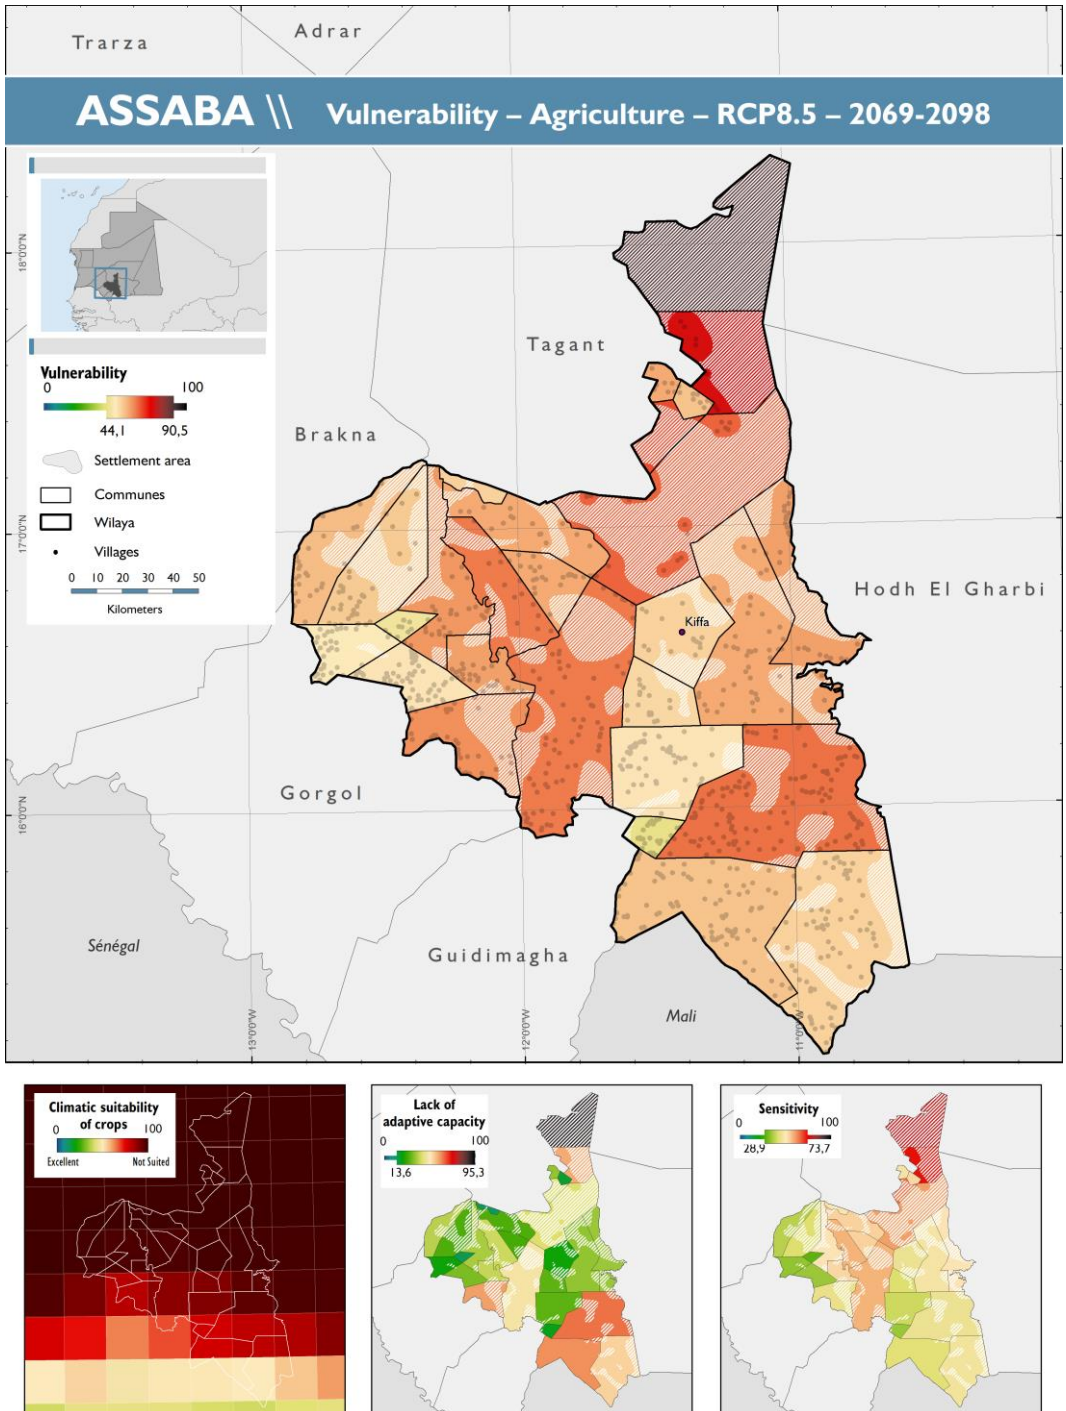 Trarza
Adrar
ASSABA \\ Vulnerability – Agriculture – RCP8.5 – 2069-2098
18°0'0"N
17°0'0"N
16°0'0"N
Vulnerability
0 100
44,1 90,5
Settlement area
Communes
Wilaya
Villages
0 10 20 30 40 50
Kilometers
Tagant
Brakna
Hodh El Gharbi
Kiffa
Gorgol
Guidimagha
Sénégal
Mali
13°0'0"W
12°0'0"W
11°0'0"W
Climatic suitability
of crops
0 100
Excellent Not Suited
Lack of
adaptive capacity
0 100
13,6 95,3
Sensitivity
0 100
28,9 73,7